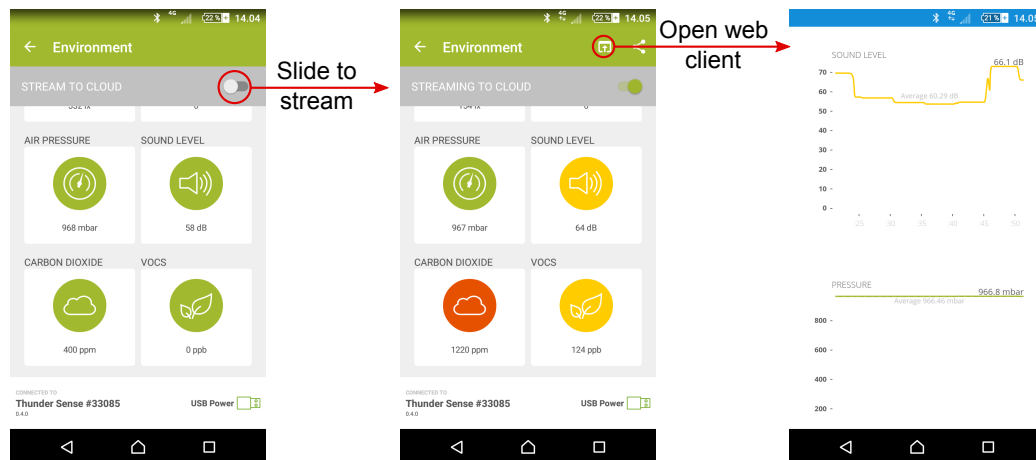 4G 22 % 14.04
Environment
STREAM TO CLOUD
AIR PRESSURE SOUND LEVEL
968 mbar 58 dB
CARBON DIOXIDE VOCS
400 ppm 0 ppb
CONNECTED TO
Thunder Sense #33085 USB Power
0.4.0
Slide to
stream
4G 22 % 14.05
Environment
STREAMING TO CLOUD
AIR PRESSURE SOUND LEVEL
967 mbar 64 dB
CARBON DIOXIDE VOCS
1220 ppm 124 ppb
CONNECTED TO
Thunder Sense #33085 USB Power
0.4.0
Open web
client
4G 21 % 14.05
SOUND LEVEL
66.1 dB
70 -
60 -
Average 60.29 dB
50 -
40 -
30 -
20 -
10 -
0 -
:25 :30 :35 :40 :45 :50
PRESSURE
966.8 mbar
Average 966.46 mbar
800 -
600 -
400 -
200 -